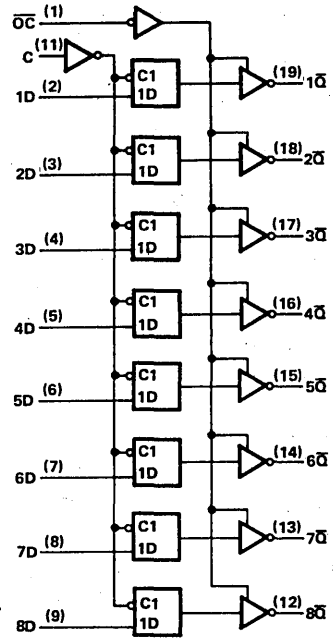 O̅C̅ (1)
C (11)
C1
1D (2) 1D (19) 1Q̅
C1
2D (3) 1D (18) 2Q̅
C1
3D (4) 1D (17) 3Q̅
C1
4D (5) 1D (16) 4Q̅
C1
5D (6) 1D (15) 5Q̅
C1
6D (7) 1D (14) 6Q̅
C1
7D (8) 1D (13) 7Q̅
C1
8D (9) 1D (12) 8Q̅